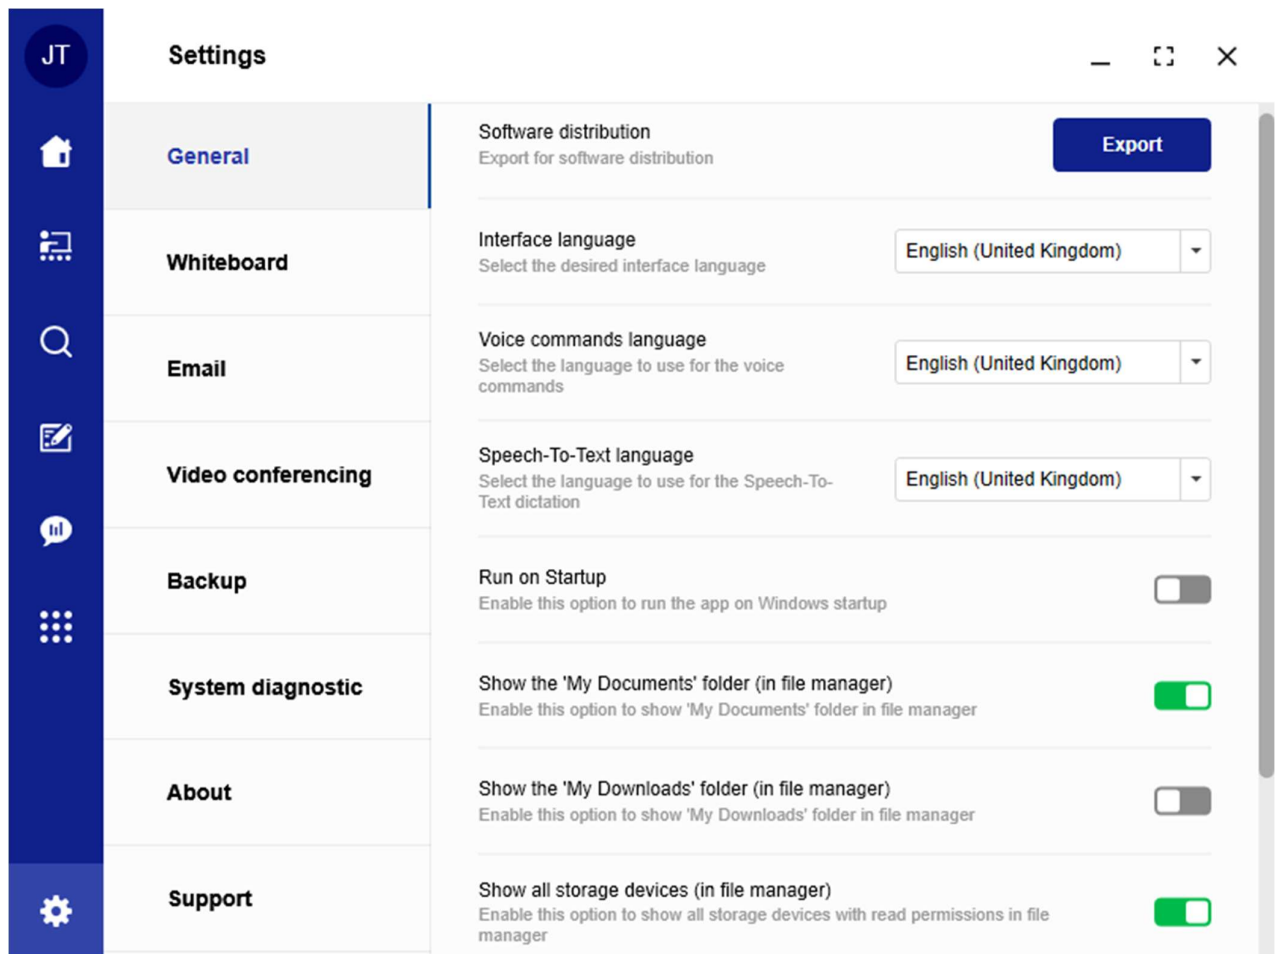 JT
Settings
General
Whiteboard
Email
Video conferencing
Backup
System diagnostic
About
Support
Software distribution
Export for software distribution
Export
Interface language
Select the desired interface language
English (United Kingdom)
Voice commands language
Select the language to use for the voice
commands
English (United Kingdom)
Speech-To-Text language
Select the language to use for the Speech-To-
Text dictation
English (United Kingdom)
Run on Startup
Enable this option to run the app on Windows startup
Show the 'My Documents' folder (in file manager)
Enable this option to show 'My Documents' folder in file manager
Show the 'My Downloads' folder (in file manager)
Enable this option to show 'My Downloads' folder in file manager
Show all storage devices (in file manager)
Enable this option to show all storage devices with read permissions in file
manager